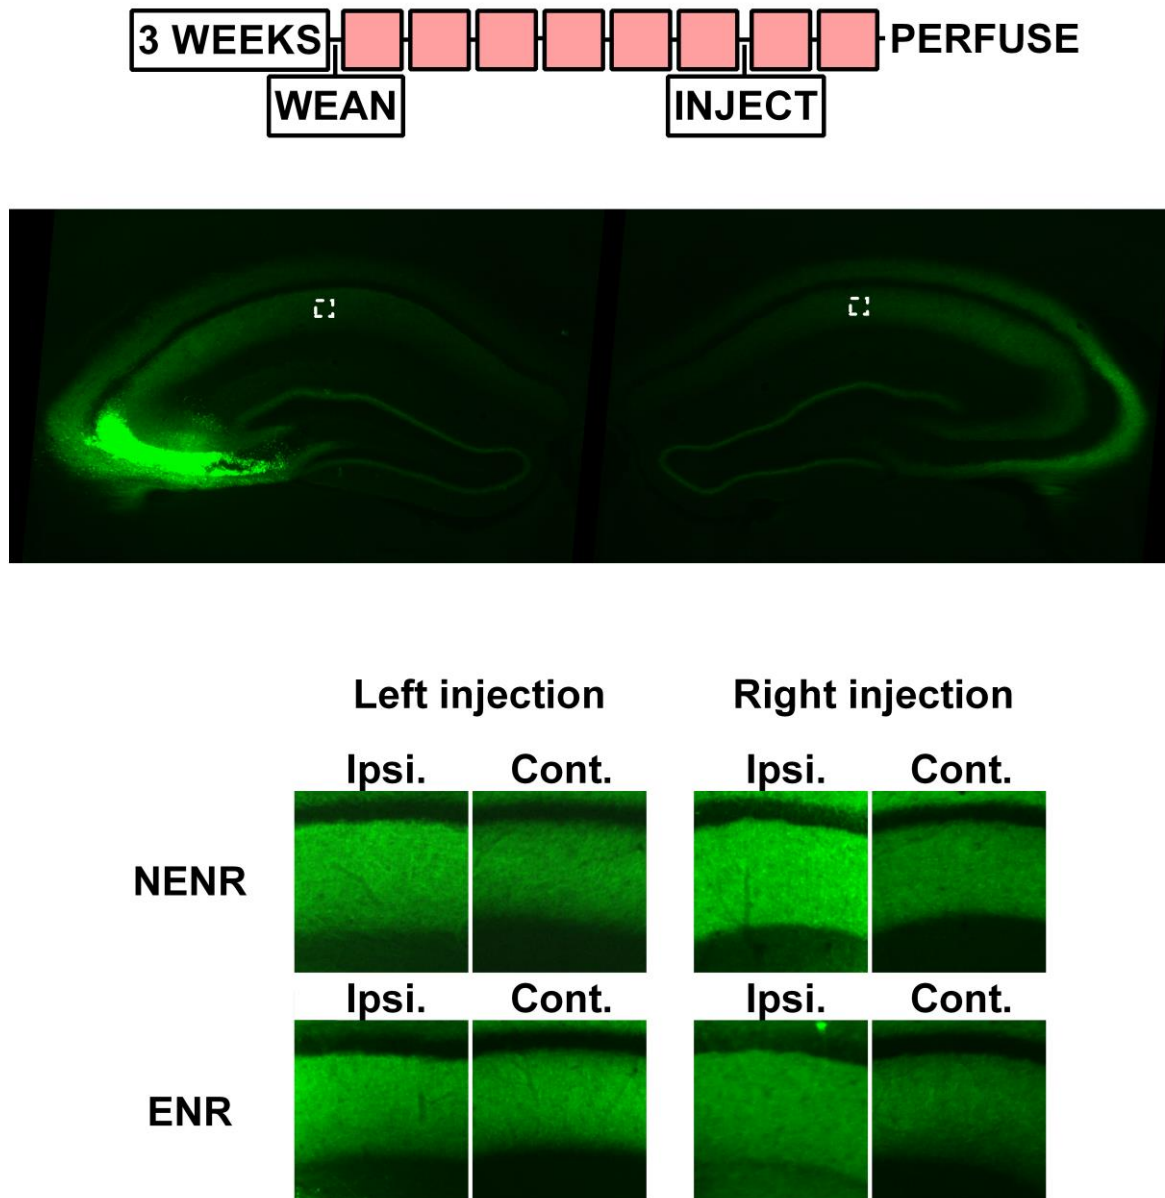 3 WEEKS PERFUSE
WEAN INJECT
Left injection Right injection
Ipsi. Cont. Ipsi. Cont.
NENR
Ipsi. Cont. Ipsi. Cont.
ENR